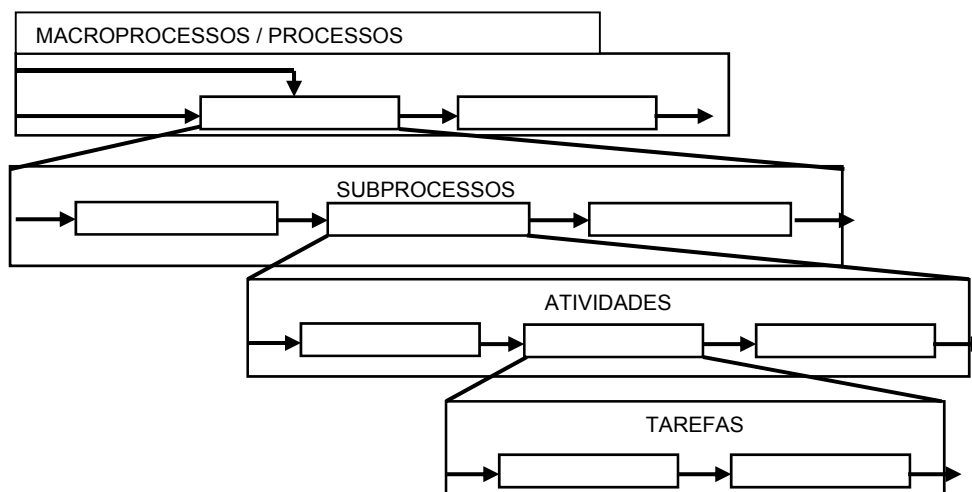 MACROPROCESSOS / PROCESSOS
SUBPROCESSOS
ATIVIDADES
TAREFAS